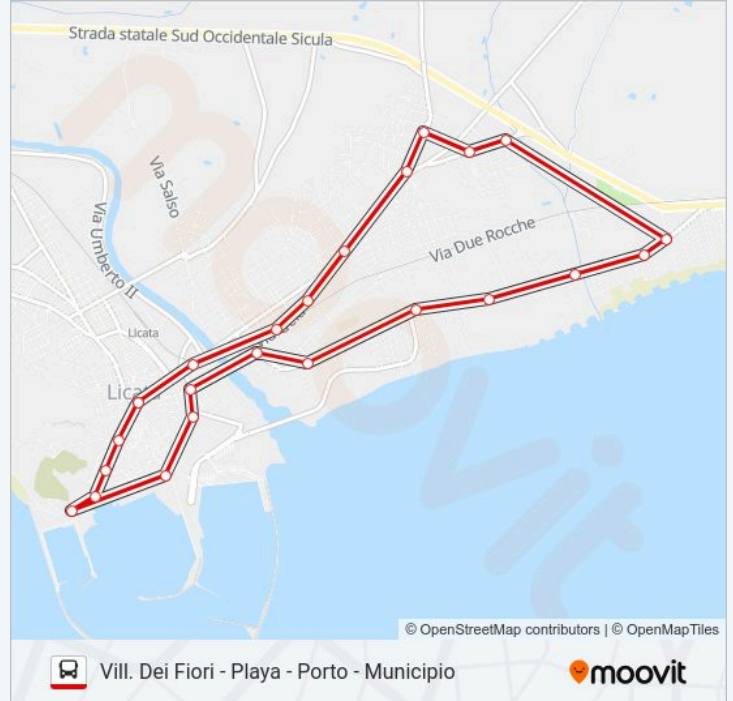 Strada statale Sud Occidentale Sicula
Via Salso
Via Umberto II
Via Due Rocche
Licata
Licata
moovit
© OpenStreetMap contributors | © OpenMapTiles
Vill. Dei Fiori - Playa - Porto - Municipio
moovit